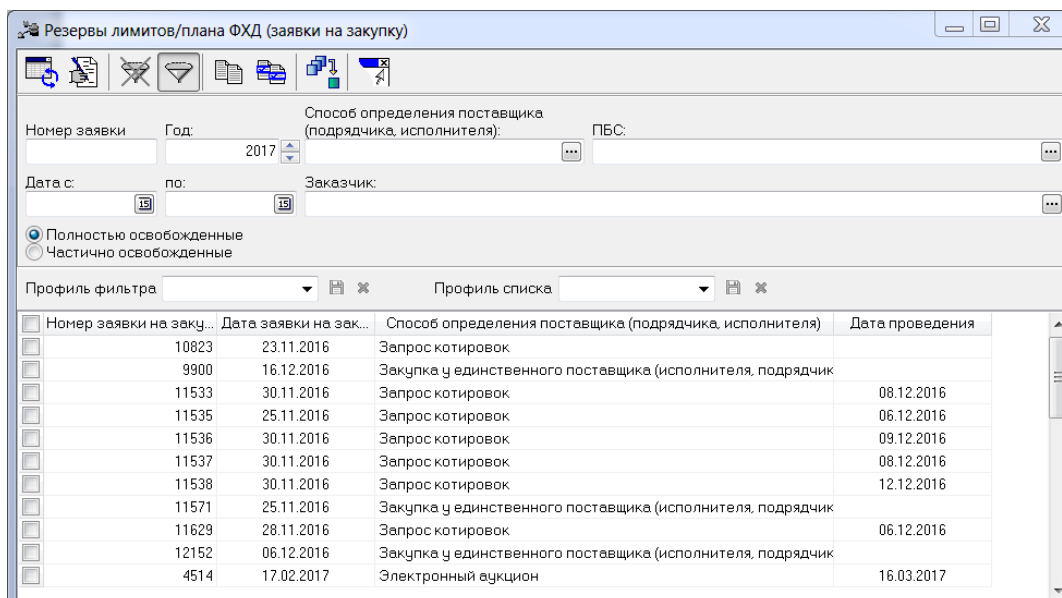 Резервы лимитов/плана ФХД (заявки на закупку)
Способ определения поставщика
Номер заявки Год: (подрядчика, исполнителя): ПБС:
2017
Дата с: по: Заказчик:
15 15
Полностью освобожденные
Частично освобожденные
Профиль фильтра Профиль списка
Номер заявки на заку... Дата заявки на зак... Способ определения поставщика (подрядчика, исполнителя) Дата проведения
10823 23.11.2016 Запрос котировок
9900 16.12.2016 Закупка у единственного поставщика (исполнителя, подрядчик
11533 30.11.2016 Запрос котировок 08.12.2016
11535 25.11.2016 Запрос котировок 06.12.2016
11536 30.11.2016 Запрос котировок 09.12.2016
11537 30.11.2016 Запрос котировок 08.12.2016
11538 30.11.2016 Запрос котировок 12.12.2016
11571 25.11.2016 Закупка у единственного поставщика (исполнителя, подрядчик
11629 28.11.2016 Запрос котировок 06.12.2016
12152 06.12.2016 Закупка у единственного поставщика (исполнителя, подрядчик
4514 17.02.2017 Электронный аукцион 16.03.2017